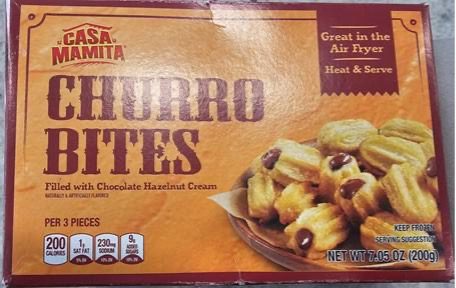 CASA
MAMITA
Great in the
Air Fryer
Heat & Serve
CHURRO
BITES
Filled with Chocolate Hazelnut Cream
NATURALLY & ARTIFICIALLY FLAVORED
PER 3 PIECES
200
CALORIES
1g
SAT FAT
230mg
SODIUM
10% DV
9g
ADDED
SUGARS
KEEP FROZEN
SERVING SUGGESTION
NET WT 7.05 OZ (200g)